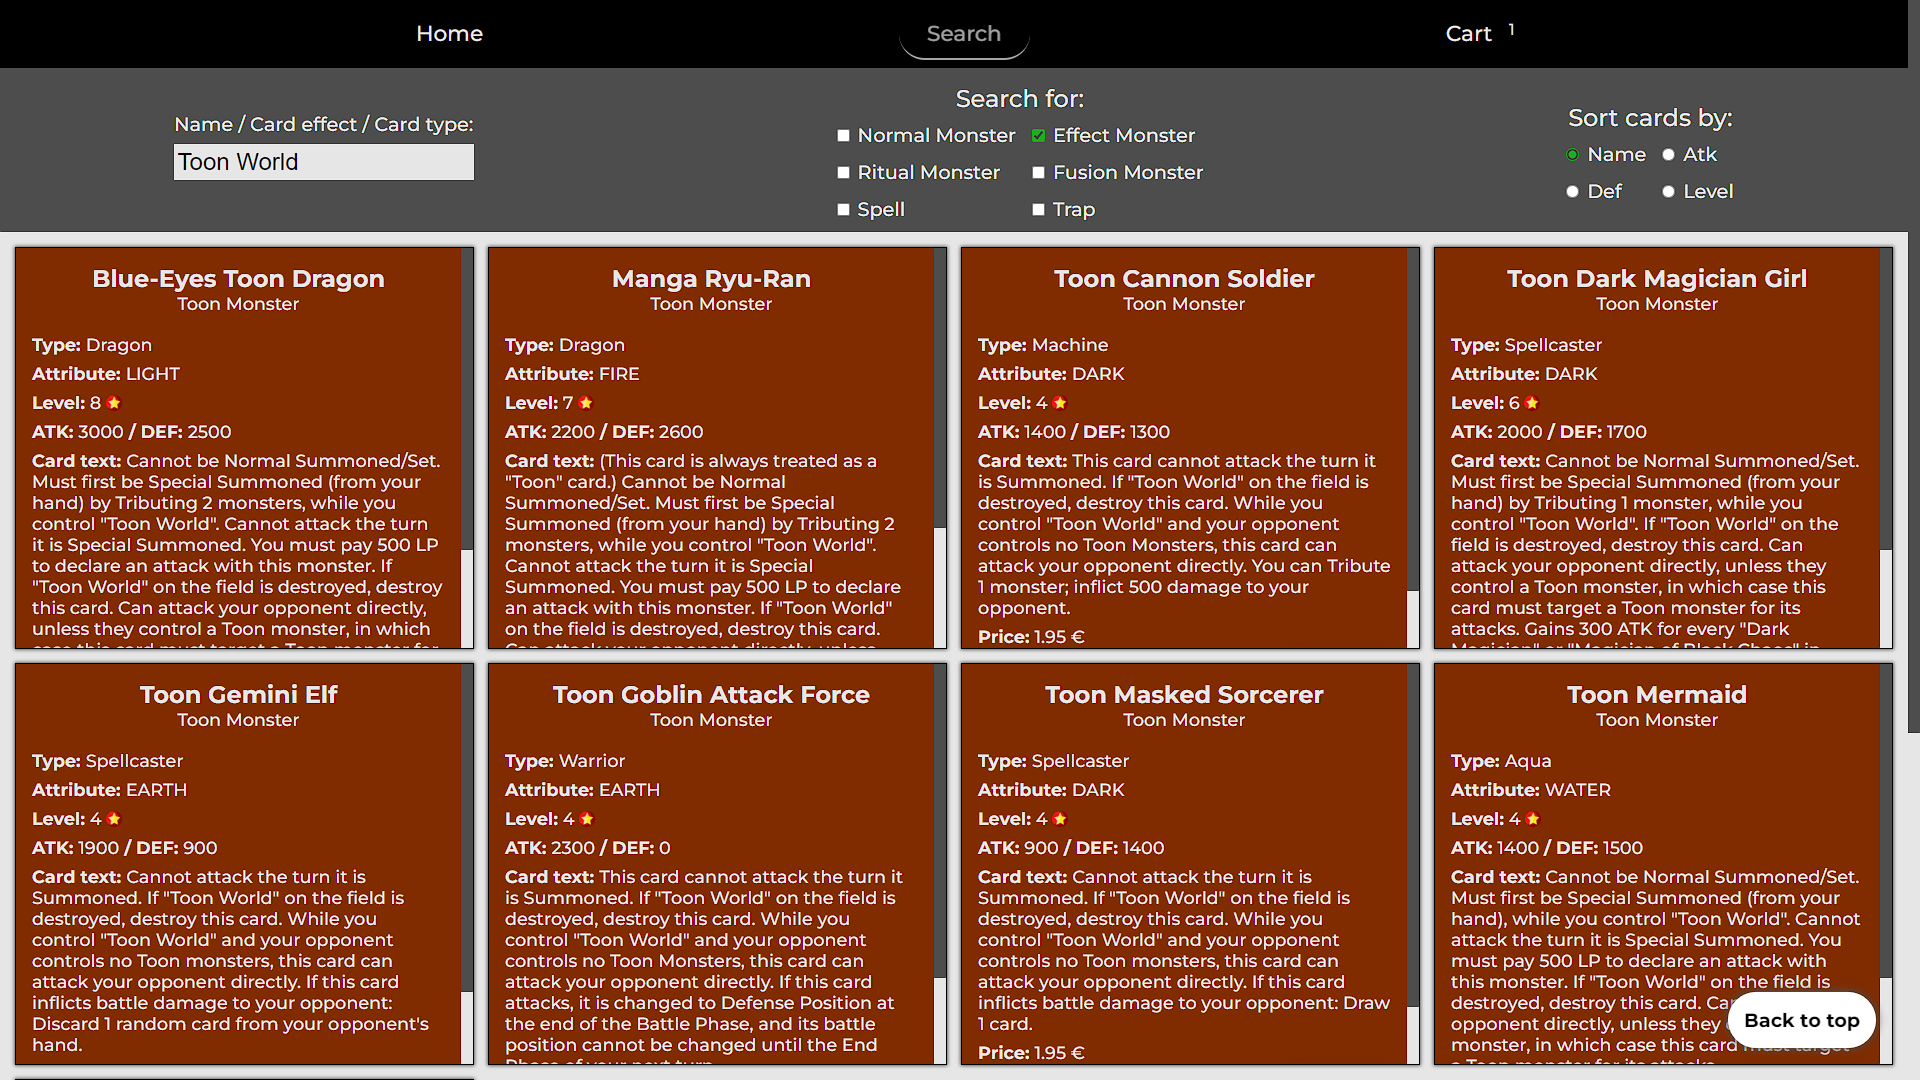 Home
Search
Cart 1
Name / Card effect / Card type:
Toon World
Search for:
Normal Monster
Effect Monster
Ritual Monster
Fusion Monster
Spell
Trap
Sort cards by:
Name
Atk
Def
Level
Blue-Eyes Toon Dragon
Toon Monster
Type: Dragon
Attribute: LIGHT
Level: 8
ATK: 3000 / DEF: 2500
Card text: Cannot be Normal Summoned/Set.
Must first be Special Summoned (from your
hand) by Tributing 2 monsters, while you
control "Toon World". Cannot attack the turn
it is Special Summoned. You must pay 500 LP
to declare an attack with this monster. If
"Toon World" on the field is destroyed, destroy
this card. Can attack your opponent directly,
unless they control a Toon monster, in which
case this card must target a Toon monster for
Manga Ryu-Ran
Toon Monster
Type: Dragon
Attribute: FIRE
Level: 7
ATK: 2200 / DEF: 2600
Card text: (This card is always treated as a
"Toon" card.) Cannot be Normal
Summoned/Set. Must first be Special
Summoned (from your hand) by Tributing 2
monsters, while you control "Toon World".
Cannot attack the turn it is Special
Summoned. You must pay 500 LP to declare
an attack with this monster. If "Toon World"
on the field is destroyed, destroy this card.
Can attack your opponent directly, unless
Toon Cannon Soldier
Toon Monster
Type: Machine
Attribute: DARK
Level: 4
ATK: 1400 / DEF: 1300
Card text: This card cannot attack the turn it
is Summoned. If "Toon World" on the field is
destroyed, destroy this card. While you
control "Toon World" and your opponent
controls no Toon Monsters, this card can
attack your opponent directly. You can Tribute
1 monster; inflict 500 damage to your
opponent.
Price: 1.95 €
Toon Dark Magician Girl
Toon Monster
Type: Spellcaster
Attribute: DARK
Level: 6
ATK: 2000 / DEF: 1700
Card text: Cannot be Normal Summoned/Set.
Must first be Special Summoned (from your
hand) by Tributing 1 monster, while you
control "Toon World". If "Toon World" on the
field is destroyed, destroy this card. Can
attack your opponent directly, unless they
control a Toon monster, in which case this
card must target a Toon monster for its
attacks. Gains 300 ATK for every "Dark
Magician" or "Magician of Black Chaos" in
Toon Gemini Elf
Toon Monster
Type: Spellcaster
Attribute: EARTH
Level: 4
ATK: 1900 / DEF: 900
Card text: Cannot attack the turn it is
Summoned. If "Toon World" on the field is
destroyed, destroy this card. While you
control "Toon World" and your opponent
controls no Toon monsters, this card can
attack your opponent directly. If this card
inflicts battle damage to your opponent:
Discard 1 random card from your opponent's
hand.
Toon Goblin Attack Force
Toon Monster
Type: Warrior
Attribute: EARTH
Level: 4
ATK: 2300 / DEF: 0
Card text: This card cannot attack the turn it
is Summoned. If "Toon World" on the field is
destroyed, destroy this card. While you
control "Toon World" and your opponent
controls no Toon Monsters, this card can
attack your opponent directly. If this card
attacks, it is changed to Defense Position at
the end of the Battle Phase, and its battle
position cannot be changed until the End
Phase of your next turn.
Toon Masked Sorcerer
Toon Monster
Type: Spellcaster
Attribute: DARK
Level: 4
ATK: 900 / DEF: 1400
Card text: Cannot attack the turn it is
Summoned. If "Toon World" on the field is
destroyed, destroy this card. While you
control "Toon World" and your opponent
controls no Toon monsters, this card can
attack your opponent directly. If this card
inflicts battle damage to your opponent: Draw
1 card.
Price: 1.95 €
Toon Mermaid
Toon Monster
Type: Aqua
Attribute: WATER
Level: 4
ATK: 1400 / DEF: 1500
Card text: Cannot be Normal Summoned/Set.
Must first be Special Summoned (from your
hand), while you control "Toon World". Cannot
attack the turn it is Special Summoned. You
must pay 500 LP to declare an attack with
this monster. If "Toon World" on the field is
destroyed, destroy this card.
opponent directly, unless they
monster, in which case this card must target
a Toon monster for its attacks.
Back to top